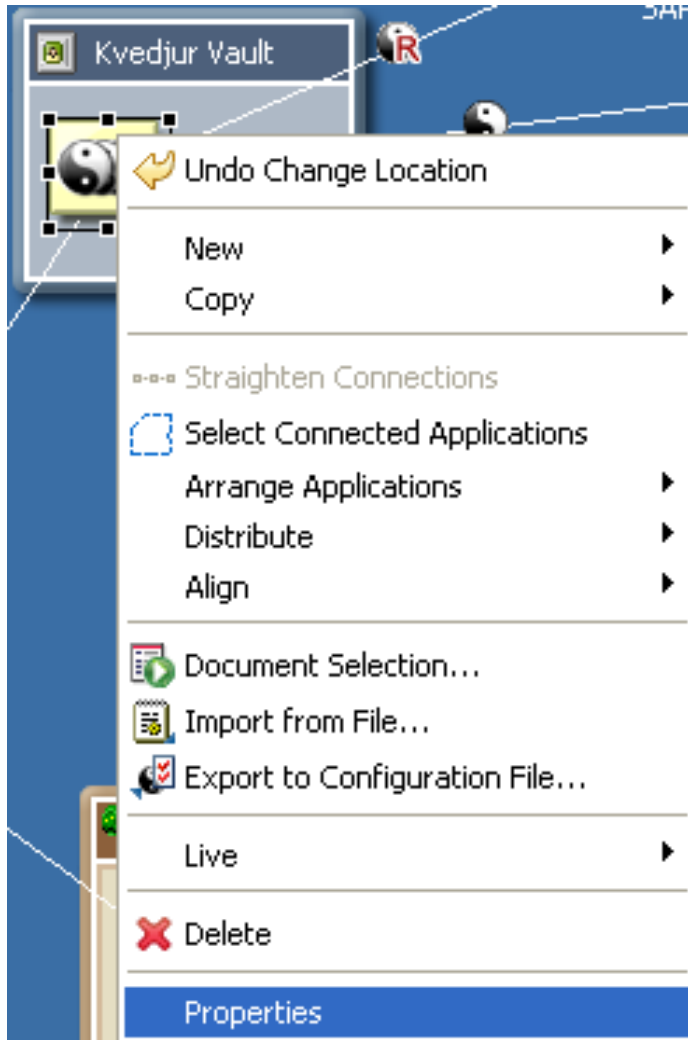 Kvedjur Vault
R
Undo Change Location
New
Copy
Straighten Connections
Select Connected Applications
Arrange Applications
Distribute
Align
Document Selection...
Import from File...
Export to Configuration File...
Live
Delete
Properties